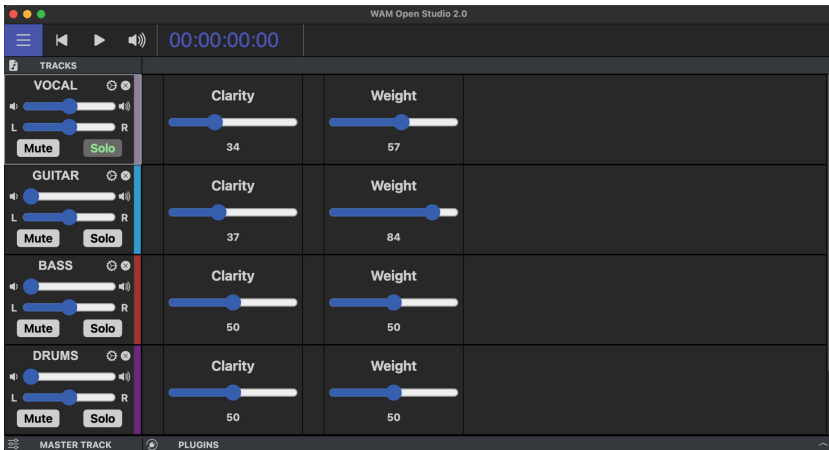 WAM Open Studio 2.0
00:00:00:00
TRACKS
VOCAL
L R
Mute Solo
Clarity Weight
34 57
GUITAR
L R
Mute Solo
Clarity Weight
37 84
BASS
L R
Mute Solo
Clarity Weight
50 50
DRUMS
L R
Mute Solo
Clarity Weight
50 50
MASTER TRACK PLUGINS